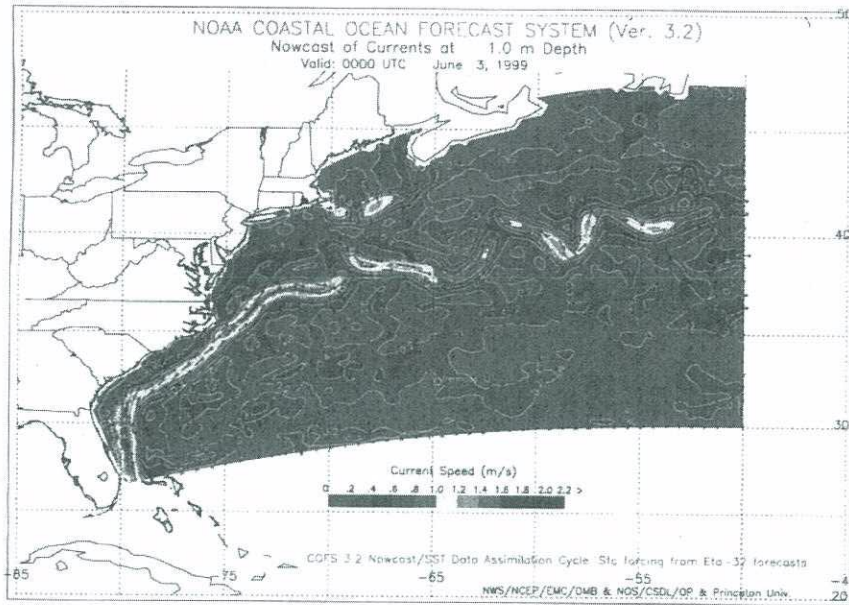 NOAA COASTAL OCEAN FORECAST SYSTEM (Ver. 3.2)
Nowcast of Currents at 1.0 m Depth
Valid: 0000 UTC June 3, 1999
50
40
30
Current Speed (m/s)
0 .2 .4 .6 .8 1.0 1.2 1.4 1.6 1.8 2.0 2.2 >
COFS 3.2 Nowcast/SST Data Assimilation Cycle Sfc forcing from Eta-32 forecasts
-85 -75 -65 -55 -4
20
NWS/NCEP/EMC/OMB & NOS/CSDL/OP & Princeton Univ.